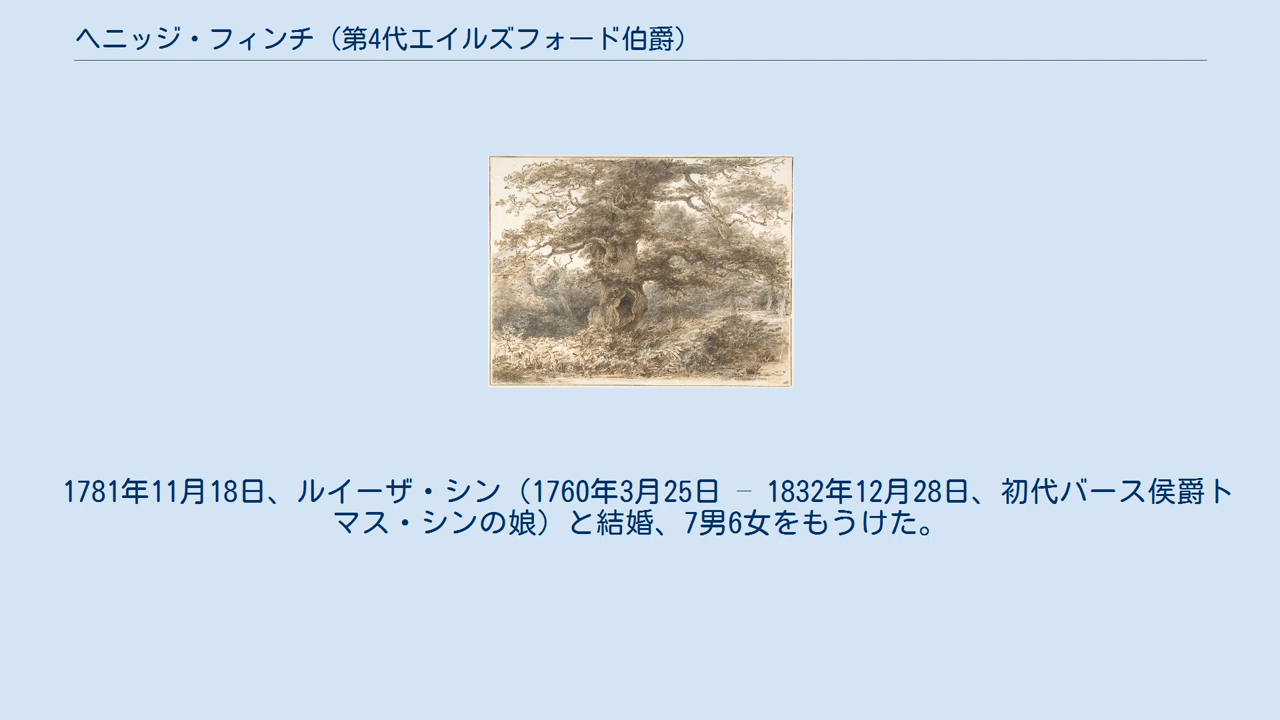 ヘニッジ・フィンチ（第4代エイルズフォード伯爵）
1781年11月18日、ルイーザ・シン（1760年3月25日 – 1832年12月28日、初代バース侯爵ト
マス・シンの娘）と結婚、7男6女をもうけた。